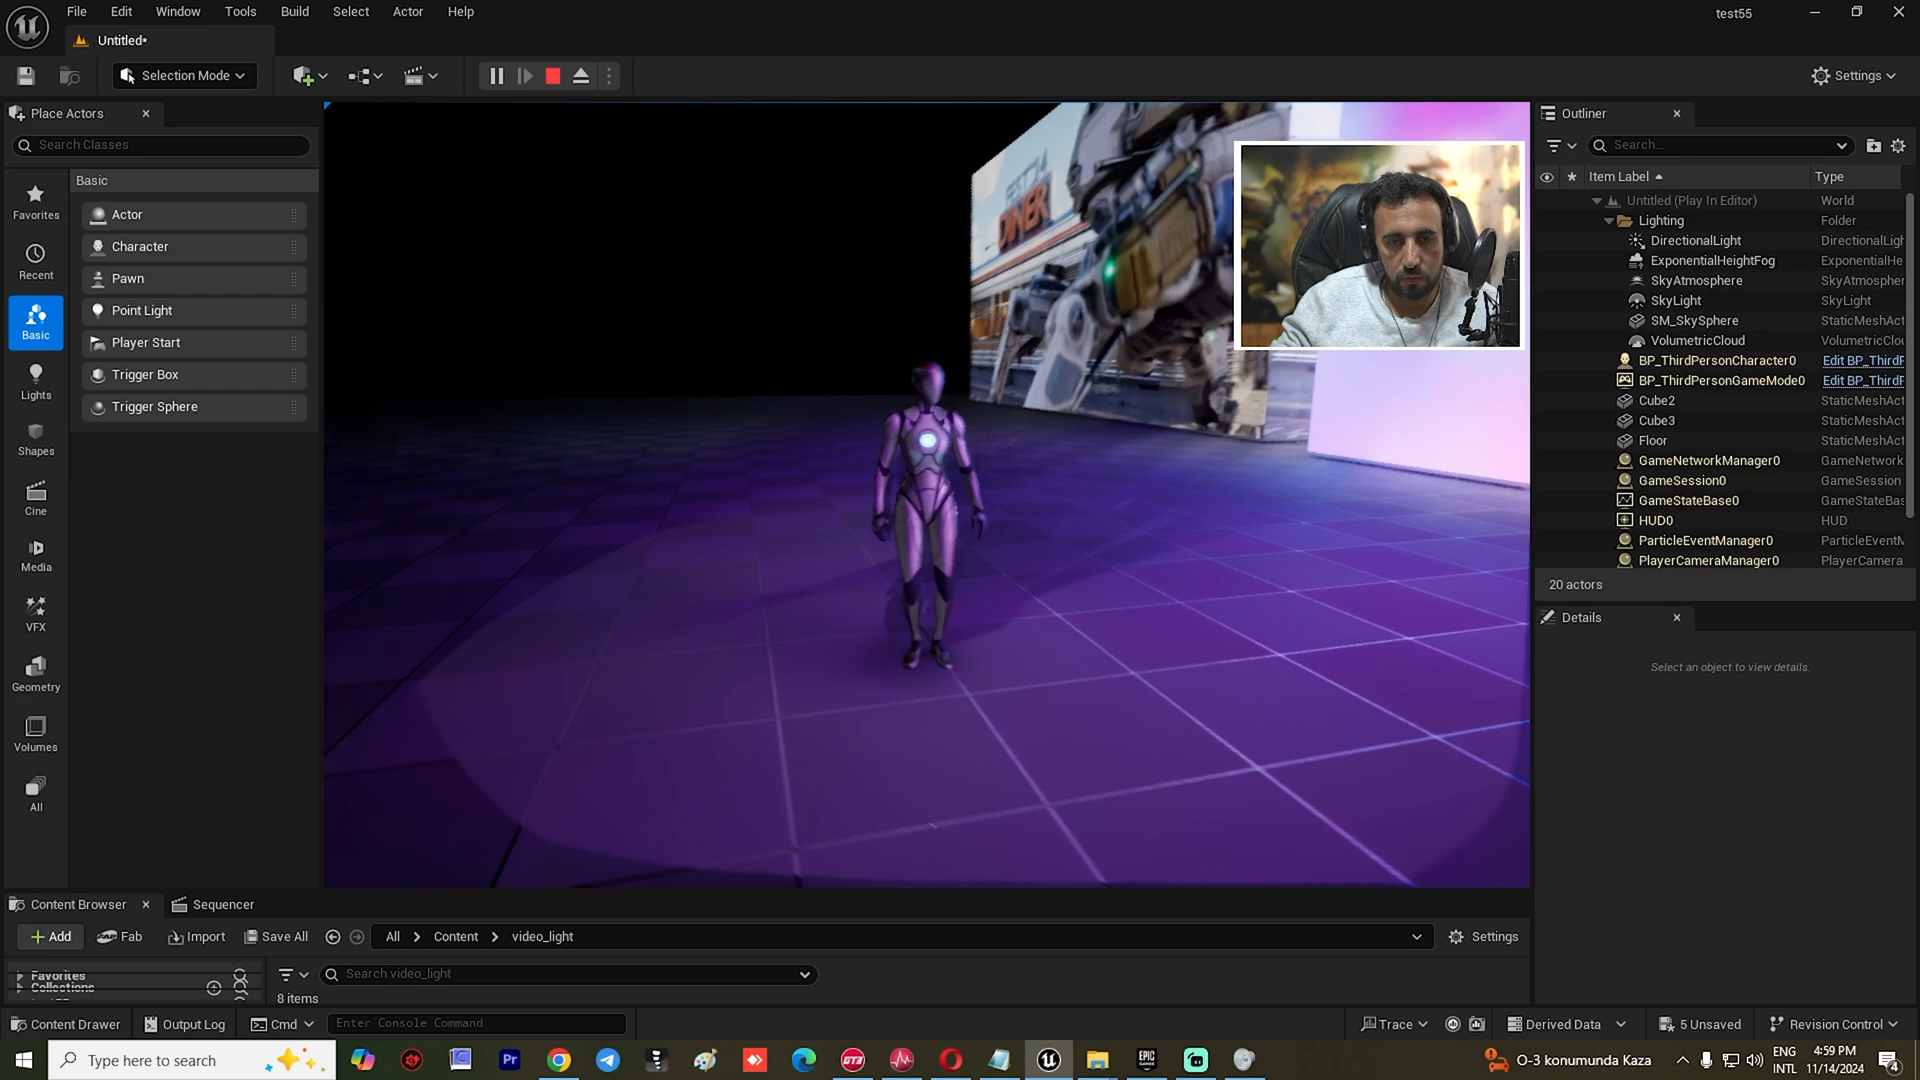 File Edit Window Tools Build Select Actor Help
test55
Untitled*
Selection Mode
Settings
Place Actors
Search Classes
Basic
Favorites
Recent
Basic
Lights
Shapes
Cine
Media
VFX
Geometry
Volumes
All
Actor
Character
Pawn
Point Light
Player Start
Trigger Box
Trigger Sphere
DINER
Outliner
Search...
Item Label Type
Untitled (Play In Editor) World
Lighting Folder
DirectionalLight DirectionalLigh
ExponentialHeightFog ExponentialHe
SkyAtmosphere SkyAtmospher
SkyLight SkyLight
SM_SkySphere StaticMeshAct
VolumetricCloud VolumetricClou
BP_ThirdPersonCharacter0 Edit BP_ThirdF
BP_ThirdPersonGameMode0 Edit BP_ThirdF
Cube2 StaticMeshAct
Cube3 StaticMeshAct
Floor StaticMeshAct
GameNetworkManager0 GameNetwork
GameSession0 GameSession
GameStateBase0 GameStateBas
HUD0 HUD
ParticleEventManager0 ParticleEventM
PlayerCameraManager0 PlayerCamera
20 actors
Details
Select an object to view details.
Content Browser Sequencer
Add Fab Import Save All All Content video_light Settings
Favorites
Collections
Search video_light
8 items
Content Drawer Output Log Cmd Enter Console Command Trace Derived Data 5 Unsaved Revision Control
Type here to search
O-3 konumunda Kaza
ENG
INTL
4:59 PM
11/14/2024
4